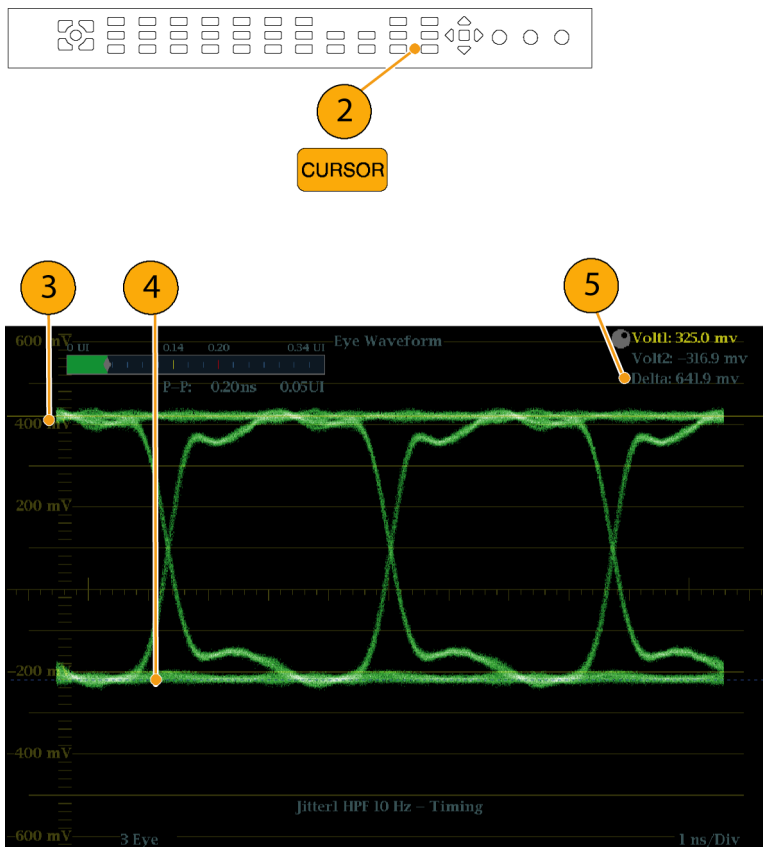 2
CURSOR
3
4
5
600 mV
0 UI 0.14 0.20 0.34 UI
Eye Waveform
Volt1: 325.0 mv
Volt2: -316.9 mv
P-P: 0.20ns 0.05UI
Delta: 641.9 mv
400 mV
200 mV
-200 mV
-400 mV
Jitter1 HPF 10 Hz - Timing
-600 mV
3 Eye
1 ns/Div